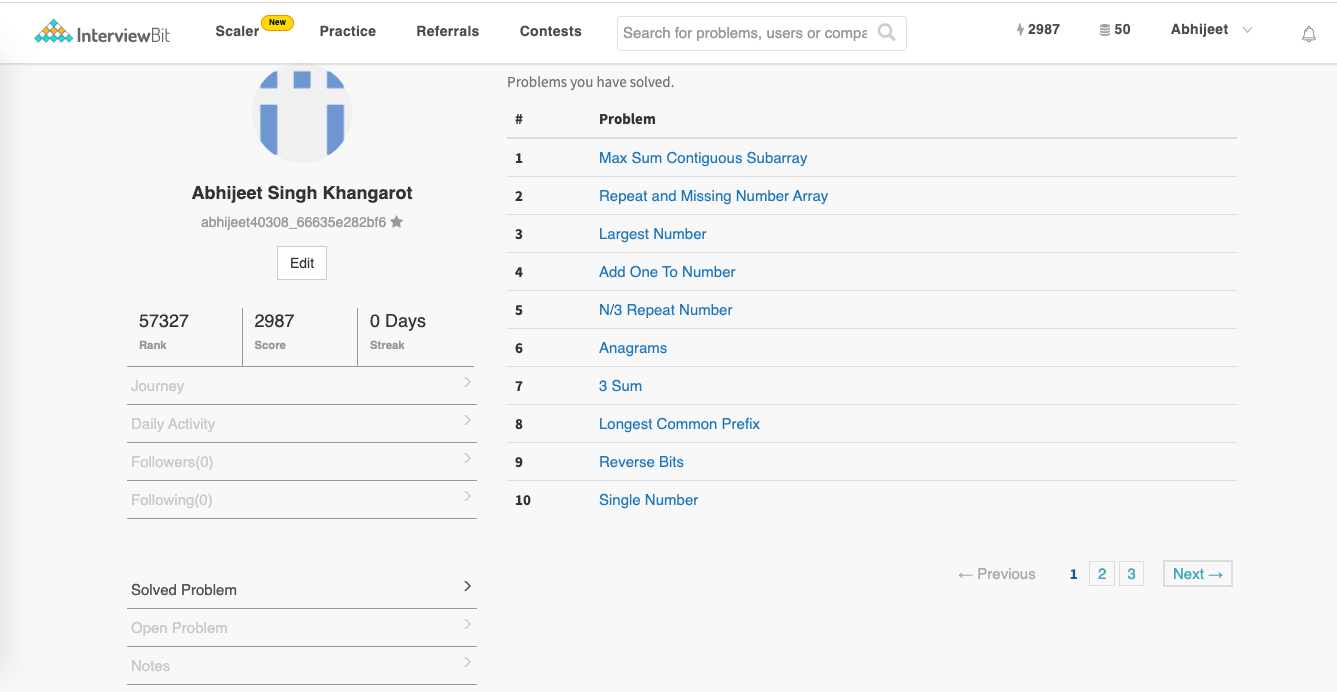 InterviewBit Scaler New Practice Referrals Contests Search for problems, users or compa 2987 50 Abhijeet
Abhijeet Singh Khangarot
abhijeet40308_66635e282bf6
Edit
57327 2987 0 Days
Rank Score Streak
Journey
Daily Activity
Followers(0)
Following(0)
Solved Problem
Open Problem
Notes
Problems you have solved.
# Problem
1 Max Sum Contiguous Subarray
2 Repeat and Missing Number Array
3 Largest Number
4 Add One To Number
5 N/3 Repeat Number
6 Anagrams
7 3 Sum
8 Longest Common Prefix
9 Reverse Bits
10 Single Number
← Previous 1 2 3 Next →